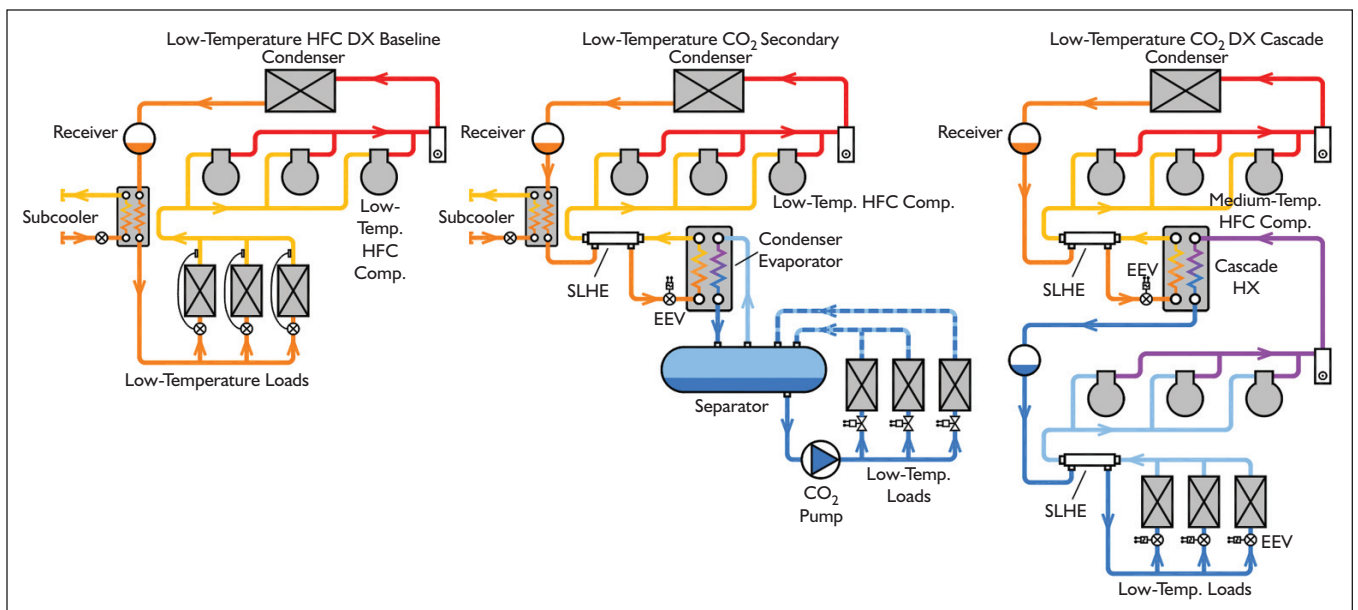 Low-Temperature HFC DX Baseline
Condenser
Receiver
Subcooler
Low-
Temp.
HFC
Comp.
Low-Temperature Loads
Low-Temperature CO₂ Secondary
Condenser
Receiver
Subcooler
Low-Temp. HFC Comp.
SLHE
EEV
Condenser
Evaporator
Separator
CO₂
Pump
Low-Temp.
Loads
Low-Temperature CO₂ DX Cascade
Condenser
Receiver
Medium-Temp.
HFC Comp.
SLHE
EEV
Cascade
HX
SLHE
EEV
Low-Temp. Loads